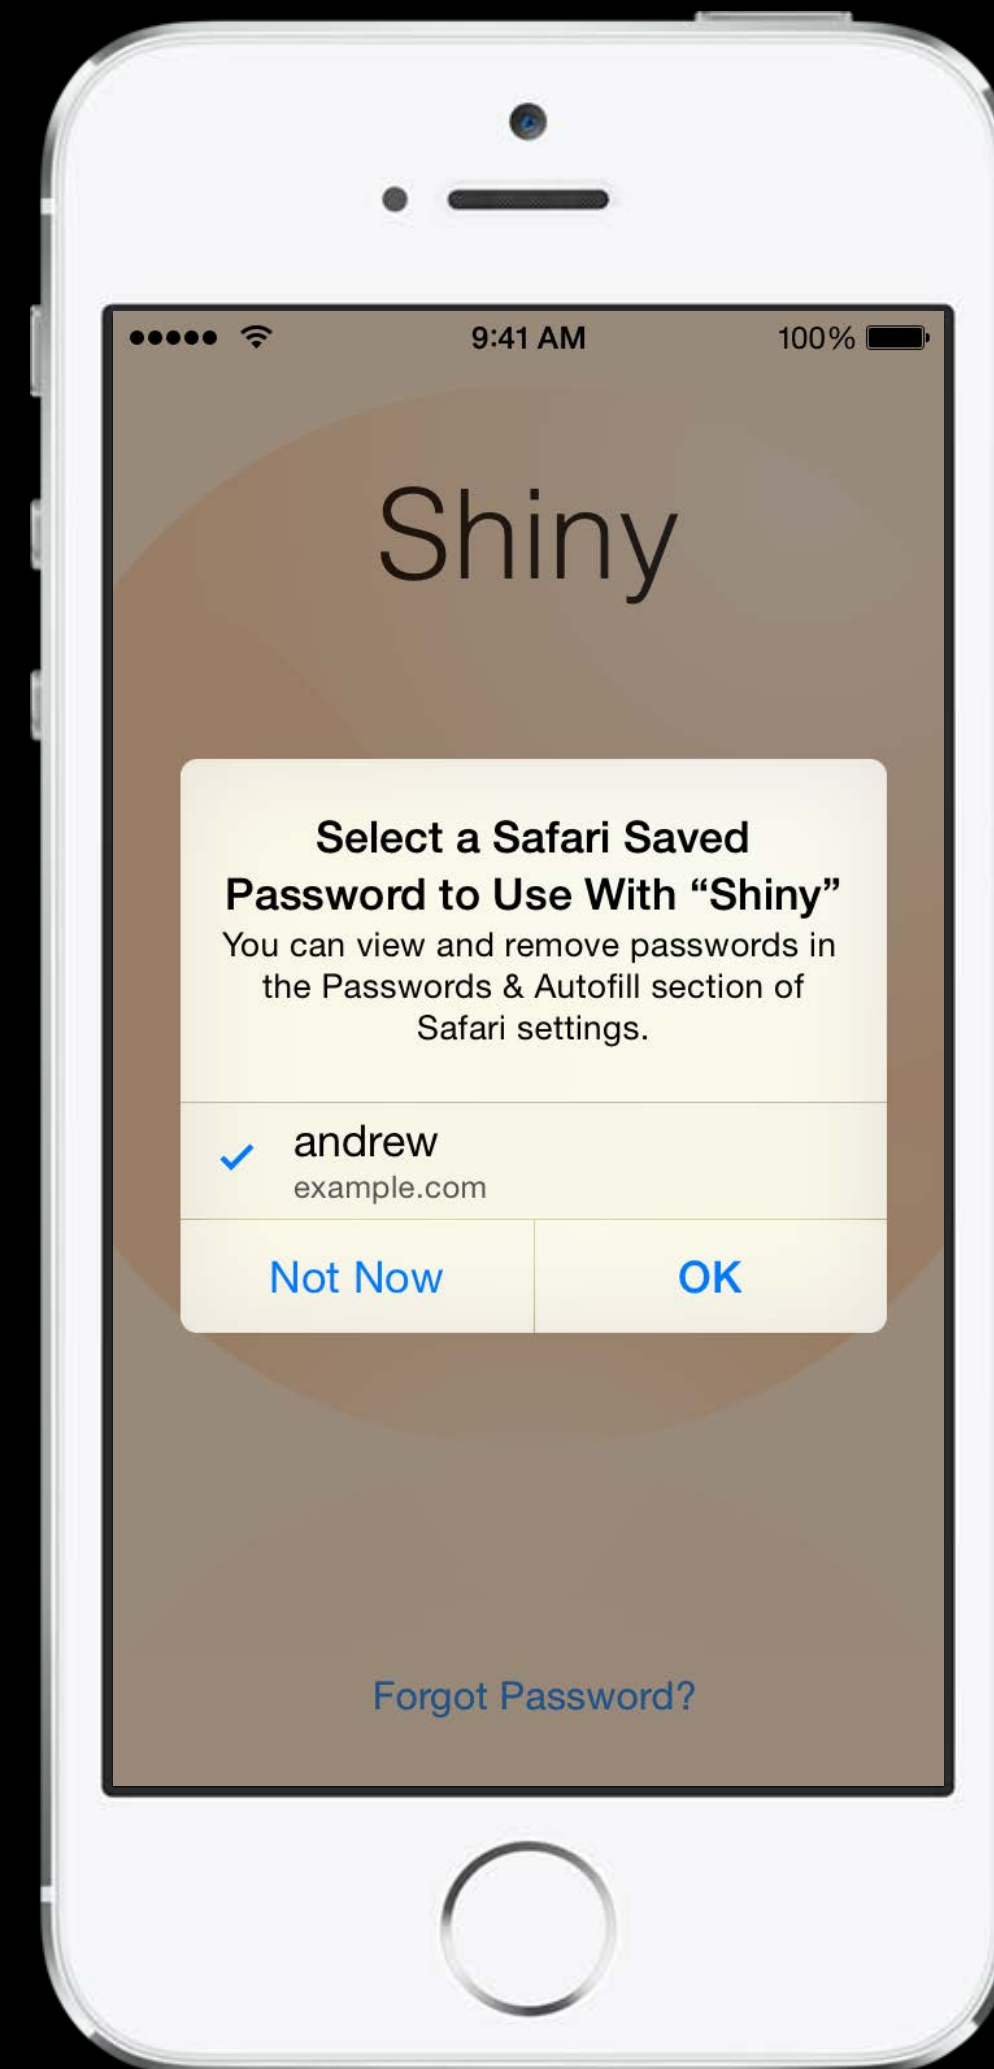 9:41 AM 100%
Shiny
Select a Safari Saved
Password to Use With “Shiny”
You can view and remove passwords in
the Passwords & Autofill section of
Safari settings.
andrew
example.com
Not Now OK
Forgot Password?